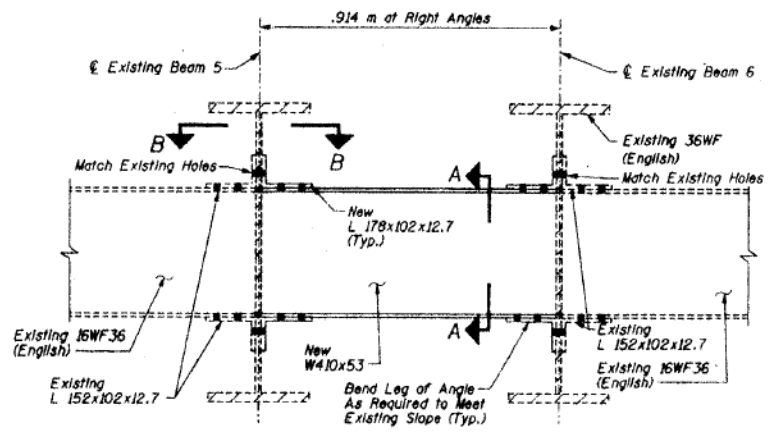 .914 m at Right Angles
℄ Existing Beam 5
℄ Existing Beam 6
B
B
Existing 36WF
(English)
Match Existing Holes
A
Match Existing Holes
New
L 178x102x12.7
(Typ.)
A
Existing 16WF36
(English)
Existing
L 152x102x12.7
New
W410x53
Bend Leg of Angle
As Required to Meet
Existing Slope (Typ.)
Existing
L 152x102x12.7
Existing 16WF36
(English)